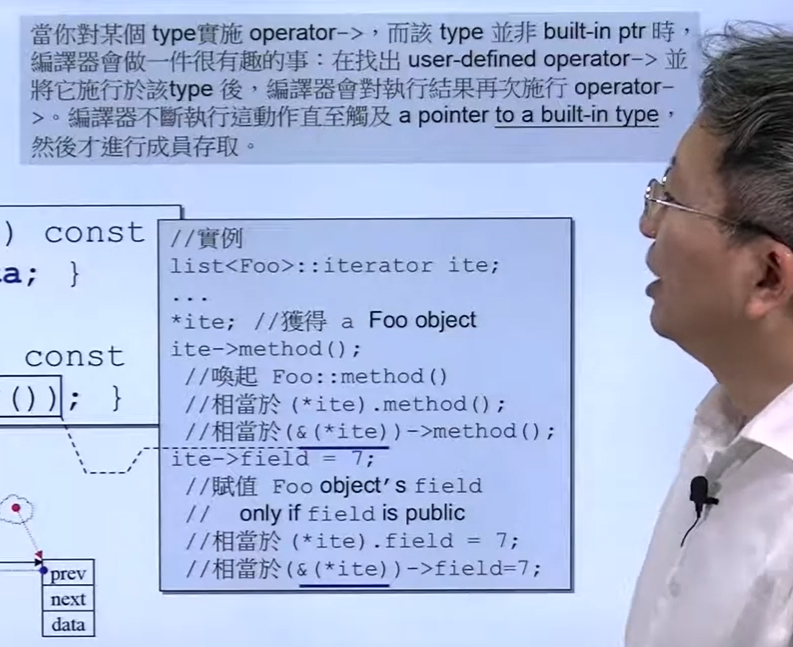 當你對某個 type實施 operator->，而該 type 並非 built-in ptr 時，
編譯器會做一件很有趣的事：在找出 user-defined operator-> 並
將它施行於該type 後，編譯器會對執行結果再次施行 operator-
>。編譯器不斷執行這動作直至觸及 a pointer to a built-in type，
然後才進行成員存取。
) const
a; }
const
()); }
//實例
list<Foo>::iterator ite;
...
*ite; //獲得 a Foo object
ite->method();
//喚起 Foo::method()
//相當於 (*ite).method();
//相當於(&(*ite))->method();
ite->field = 7;
//賦值 Foo object's field
// only if field is public
//相當於 (*ite).field = 7;
//相當於(&(*ite))->field=7;
prev
next
data